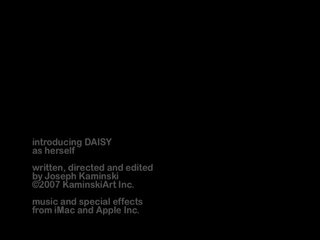 introducing DAISY
as herself
written, directed and edited
by Joseph Kaminski
©2007 KaminskiArt Inc.
music and special effects
from iMac and Apple Inc.